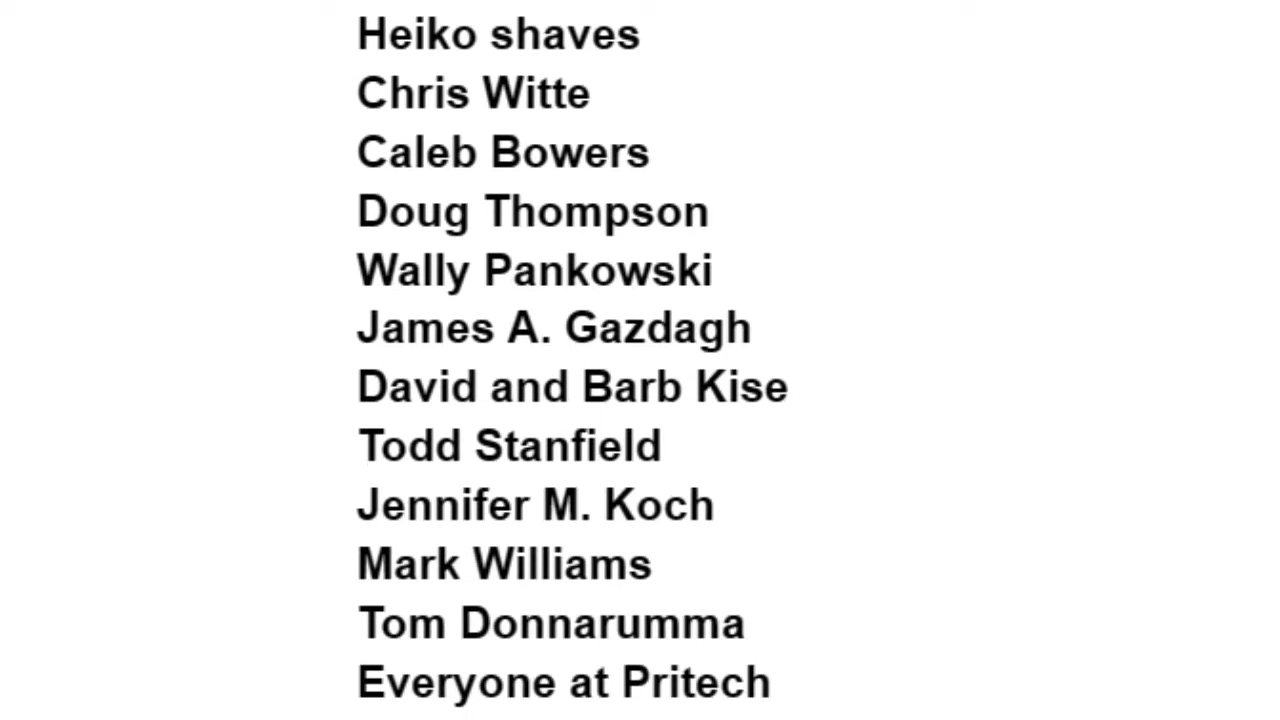 Heiko shaves
Chris Witte
Caleb Bowers
Doug Thompson
Wally Pankowski
James A. Gazdagh
David and Barb Kise
Todd Stanfield
Jennifer M. Koch
Mark Williams
Tom Donnarumma
Everyone at Pritech